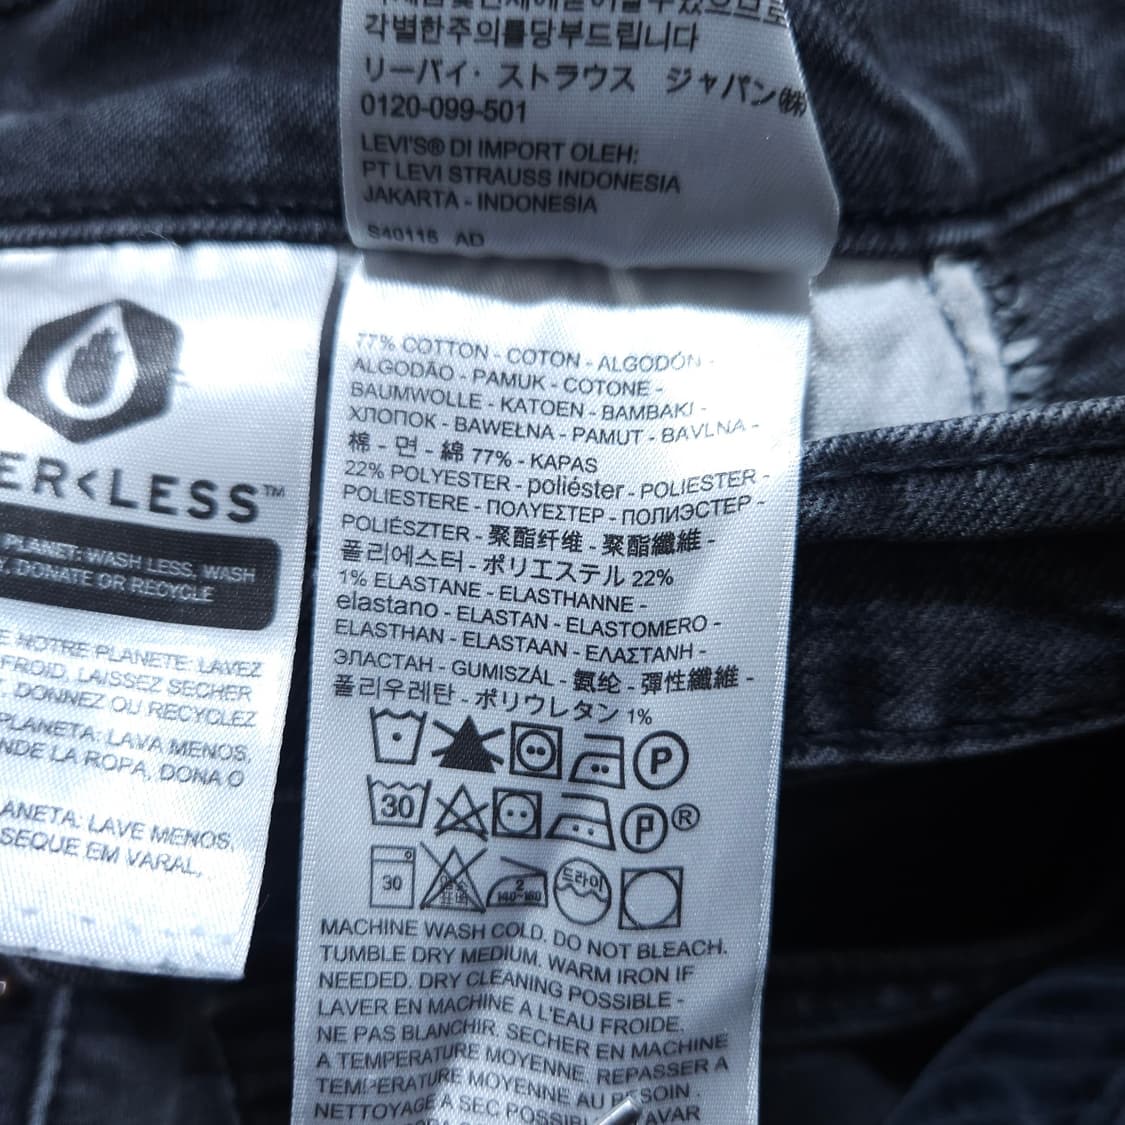 각별한주의를당부드립니다
リーバイ・ストラウス ジャパン㈱
0120-099-501
LEVI'S® DI IMPORT OLEH:
PT LEVI STRAUSS INDONESIA
JAKARTA - INDONESIA
S40115 AD
ER<LESS™
PLANET: WASH LESS, WASH
, DONATE OR RECYCLE
E NOTRE PLANETE: LAVEZ
FROID, LAISSEZ SECHER
, DONNEZ OU RECYCLEZ
PLANETA: LAVA MENOS,
NDE LA ROPA, DONA O
ANETA: LAVE MENOS,
SEQUE EM VARAL,
77% COTTON - COTON - ALGODÓN -
ALGODÃO - PAMUK - COTONE -
BAUMWOLLE - KATOEN - BAMBAKI -
ХЛОПОК - BAWEŁNA - PAMUT - BAVLNA -
棉 - 면 - 綿 77% - KAPAS
22% POLYESTER - poliéster - POLIESTER -
POLIESTERE - ΠΟΛΥΕΣΤΕΡ - ПОЛИЭСТЕР -
POLIÉSZTER - 聚酯纤维 - 聚酯纖維 -
폴리에스터 - ポリエステル 22%
1% ELASTANE - ELASTHANNE -
elastano - ELASTAN - ELASTOMERO -
ELASTHAN - ELASTAAN - ΕΛΑΣΤΑΝΗ -
ЭЛАСТАН - GUMISZÁL - 氨纶 - 彈性纖維 -
폴리우레탄 - ポリウレタン 1%
P
30 P ®
30 2 140~160 드라이
MACHINE WASH COLD. DO NOT BLEACH.
TUMBLE DRY MEDIUM. WARM IRON IF
NEEDED. DRY CLEANING POSSIBLE -
LAVER EN MACHINE A L'EAU FROIDE.
NE PAS BLANCHIR. SECHER EN MACHINE
A TEMPERATURE MOYENNE. REPASSER A
TEMPERATURE MOYENNE AU BESOIN.
NETTOYAGE A SEC POSSIBL AVAR